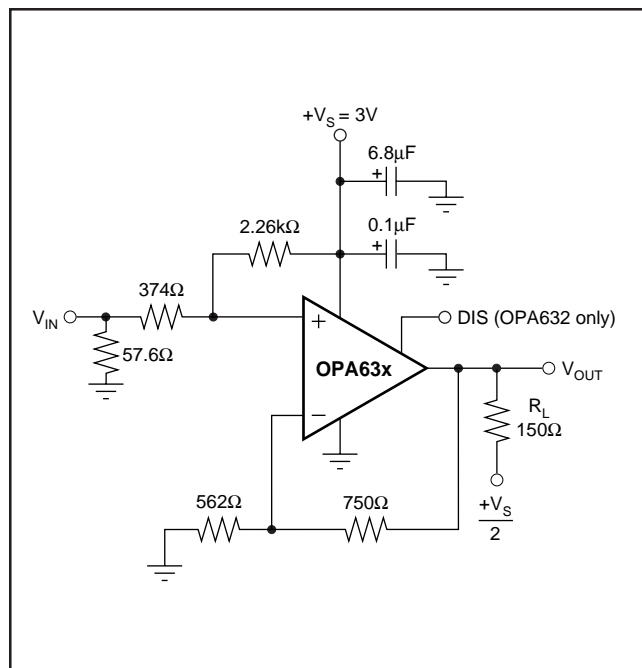 +V_S = 3V
6.8µF
+
2.26kΩ
0.1µF
+
374Ω
V_IN
57.6Ω
+
DIS (OPA632 only)
OPA63x
V_OUT
−
R_L
150Ω
562Ω
750Ω
+V_S
2